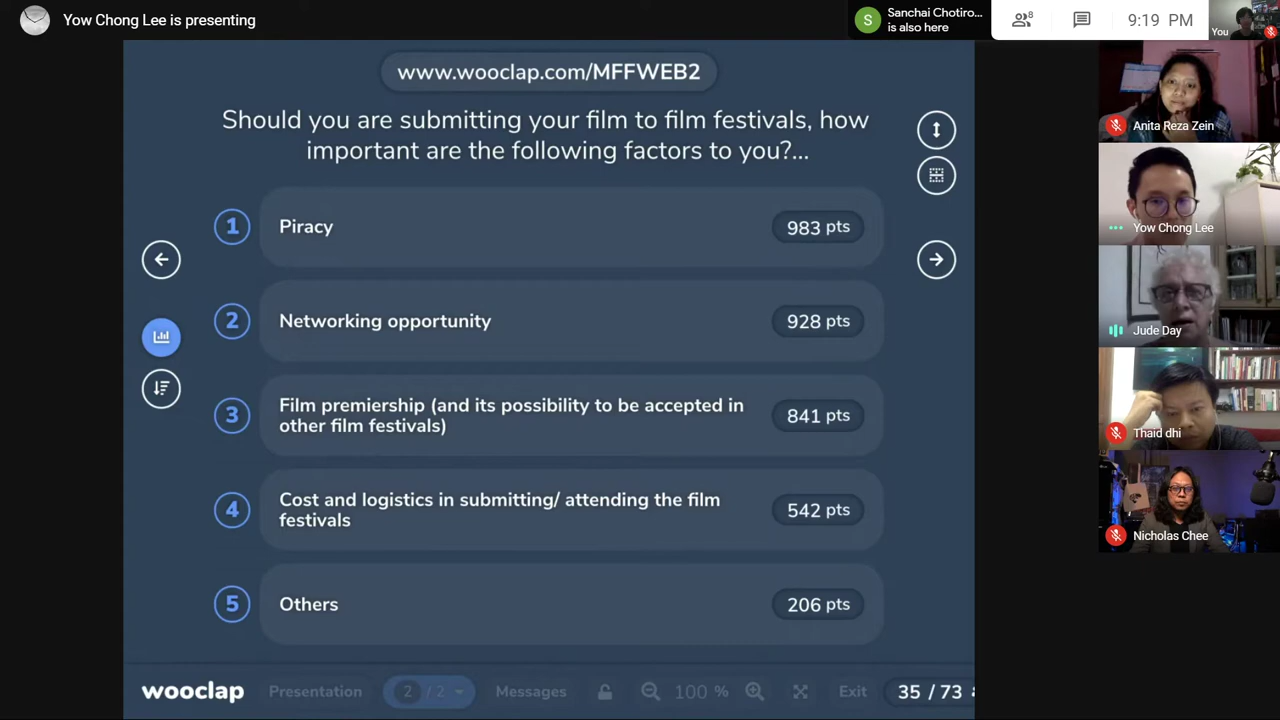 Yow Chong Lee is presenting
S
Sanchai Chotiro...
is also here
8
9:19 PM
You
www.wooclap.com/MFFWEB2
Should you are submitting your film to film festivals, how
important are the following factors to you?...
1
Piracy
983 pts
2
Networking opportunity
928 pts
3
Film premiership (and its possibility to be accepted in
other film festivals)
841 pts
4
Cost and logistics in submitting/ attending the film
festivals
542 pts
5
Others
206 pts
wooclap
Presentation
2 / 2
Messages
100 %
Exit
35 / 73
Anita Reza Zein
Yow Chong Lee
Jude Day
Thaid dhi
Nicholas Chee